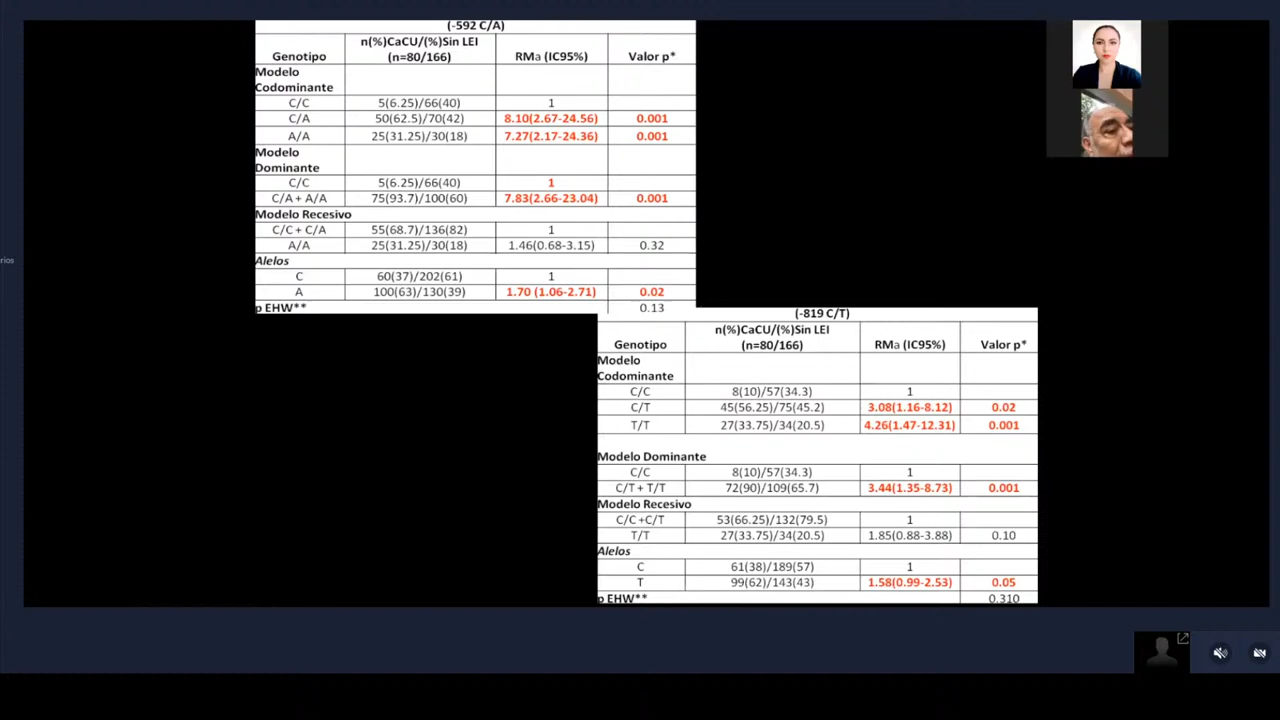 (-592 C/A)
n(%)CaCU/(%)Sin LEI
Genotipo (n=80/166) RMa (IC95%) Valor p*
Modelo
Codominante
C/C 5(6.25)/66(40) 1
C/A 50(62.5)/70(42) 8.10(2.67-24.56) 0.001
A/A 25(31.25)/30(18) 7.27(2.17-24.36) 0.001
Modelo
Dominante
C/C 5(6.25)/66(40) 1
C/A + A/A 75(93.7)/100(60) 7.83(2.66-23.04) 0.001
Modelo Recesivo
C/C + C/A 55(68.7)/136(82) 1
A/A 25(31.25)/30(18) 1.46(0.68-3.15) 0.32
Alelos
C 60(37)/202(61) 1
A 100(63)/130(39) 1.70 (1.06-2.71) 0.02
p EHW** 0.13
(-819 C/T)
n(%)CaCU/(%)Sin LEI
Genotipo (n=80/166) RMa (IC95%) Valor p*
Modelo
Codominante
C/C 8(10)/57(34.3) 1
C/T 45(56.25)/75(45.2) 3.08(1.16-8.12) 0.02
T/T 27(33.75)/34(20.5) 4.26(1.47-12.31) 0.001
Modelo Dominante
C/C 8(10)/57(34.3) 1
C/T + T/T 72(90)/109(65.7) 3.44(1.35-8.73) 0.001
Modelo Recesivo
C/C +C/T 53(66.25)/132(79.5) 1
T/T 27(33.75)/34(20.5) 1.85(0.88-3.88) 0.10
Alelos
C 61(38)/189(57) 1
T 99(62)/143(43) 1.58(0.99-2.53) 0.05
p EHW** 0.310
rios